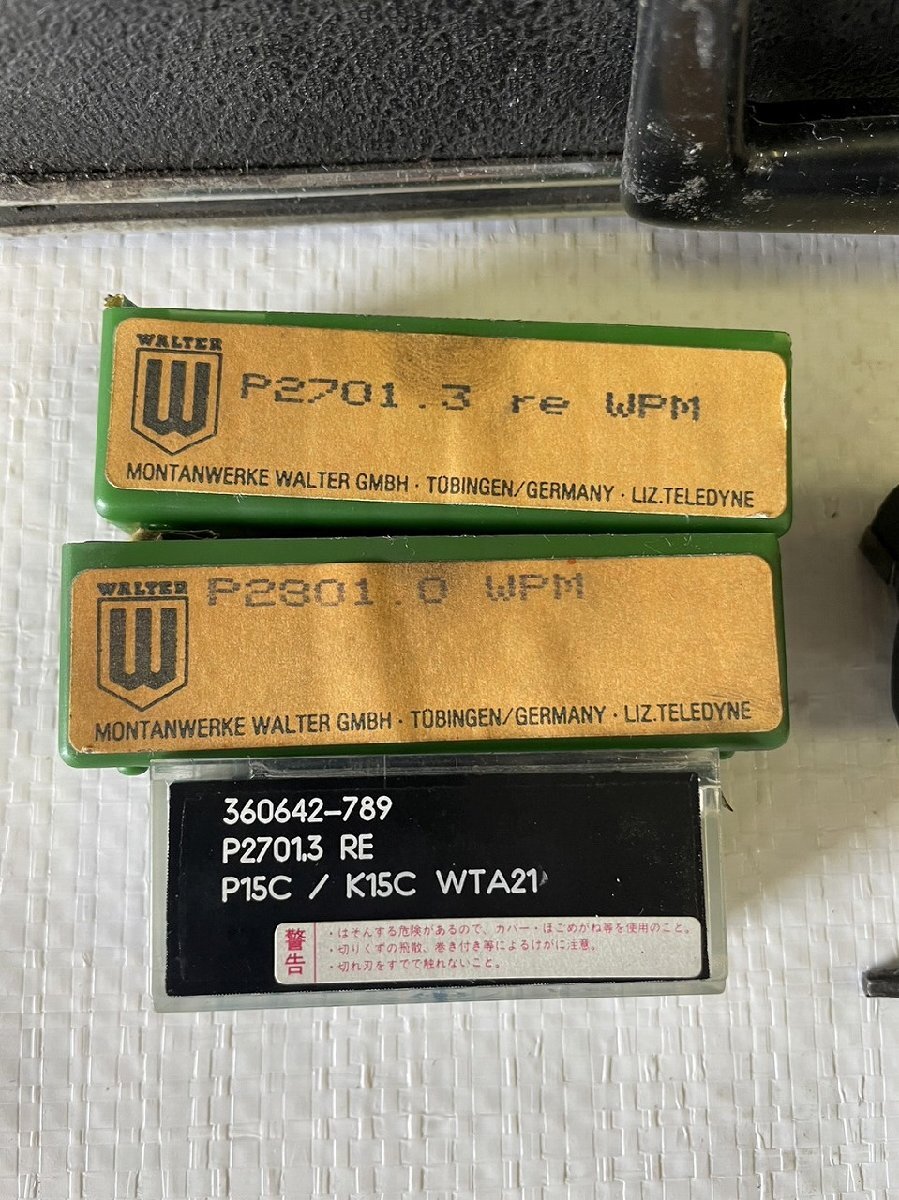 WALTER
W
P2701.3 re WPM
MONTANWERKE WALTER GMBH · TÜBINGEN/GERMANY · LIZ.TELEDYNE
WALTER
W
P2801.0 WPM
MONTANWERKE WALTER GMBH · TÜBINGEN/GERMANY · LIZ.TELEDYNE
360642-789
P2701.3 RE
P15C / K15C WTA21
警告
・はそんする危険があるので、カバー・ほごめがね等を使用のこと。
・切りくずの飛散、巻き付き等によるけがに注意。
・切れ刃をすでで触れないこと。